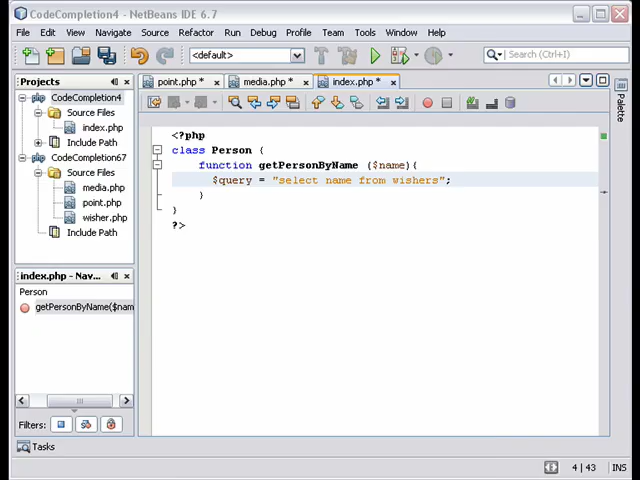 CodeCompletion4 - NetBeans IDE 6.7
File Edit View Navigate Source Refactor Run Debug Profile Team Tools Window Help
<default> Search (Ctrl+I)
Projects
point.php * media.php * index.php *
CodeCompletion4
Source Files
index.php
Include Path
CodeCompletion67
Source Files
media.php
point.php
wisher.php
Include Path
<?php
class Person {
function getPersonByName ($name){
$query = "select name from wishers";
}
}
?>
Palette
index.php - Nav...
Person
getPersonByName($nam
Filters:
Tasks
4 | 43 INS